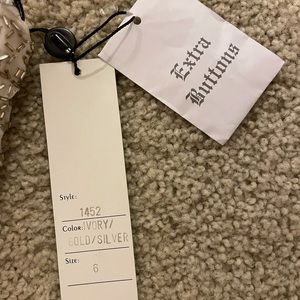 Extra
Buttons
Style:
1452
Color: IVORY/
GOLD/SILVER
Size:
6